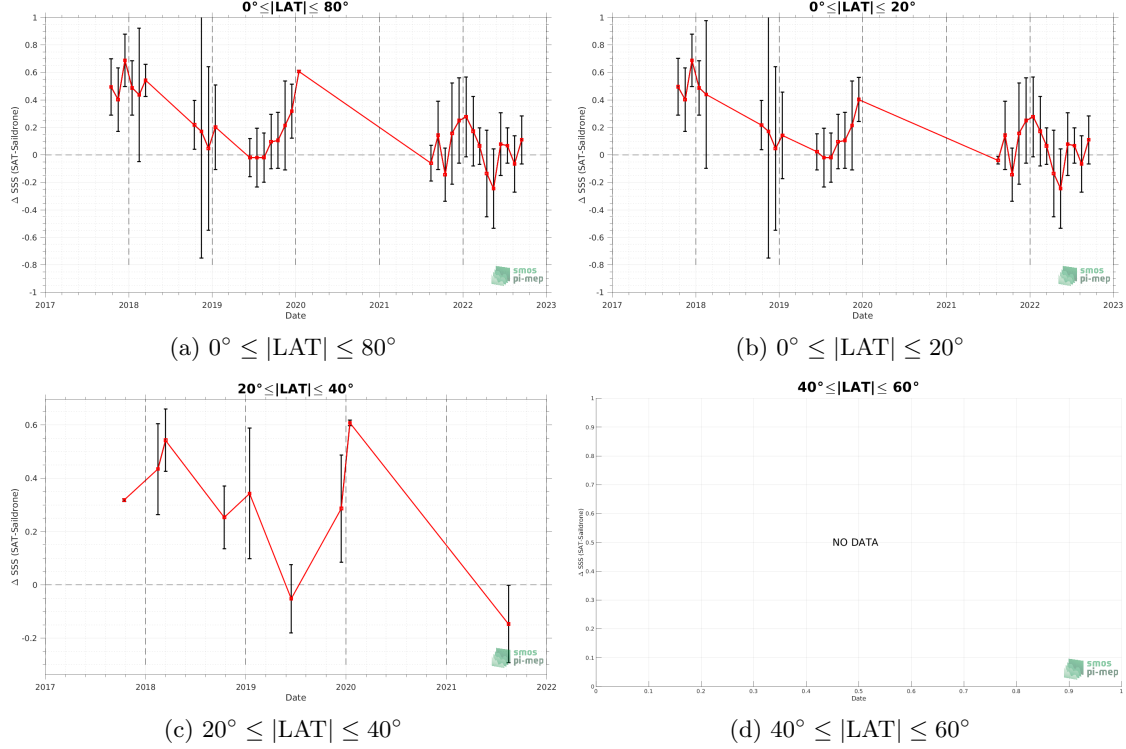 0°≤|LAT|≤ 80°
Δ SSS (SAT-Saildrone)
1
0.8
0.6
0.4
0.2
0
-0.2
-0.4
-0.6
-0.8
-1
2017 2018 2019 2020 2021 2022 2023
Date
smos
pi-mep
(a) 0° ≤ |LAT| ≤ 80°
0°≤|LAT|≤ 20°
Δ SSS (SAT-Saildrone)
1
0.8
0.6
0.4
0.2
0
-0.2
-0.4
-0.6
-0.8
-1
2017 2018 2019 2020 2021 2022 2023
Date
smos
pi-mep
(b) 0° ≤ |LAT| ≤ 20°
20°≤|LAT|≤ 40°
Δ SSS (SAT-Saildrone)
0.6
0.4
0.2
0
-0.2
2017 2018 2019 2020 2021 2022
Date
smos
pi-mep
(c) 20° ≤ |LAT| ≤ 40°
40°≤|LAT|≤ 60°
Δ SSS (SAT-Saildrone)
1
0.9
0.8
0.7
0.6
0.5
0.4
0.3
0.2
0.1
0
NO DATA
0 0.1 0.2 0.3 0.4 0.5 0.6 0.7 0.8 0.9 1
Date
smos
pi-mep
(d) 40° ≤ |LAT| ≤ 60°